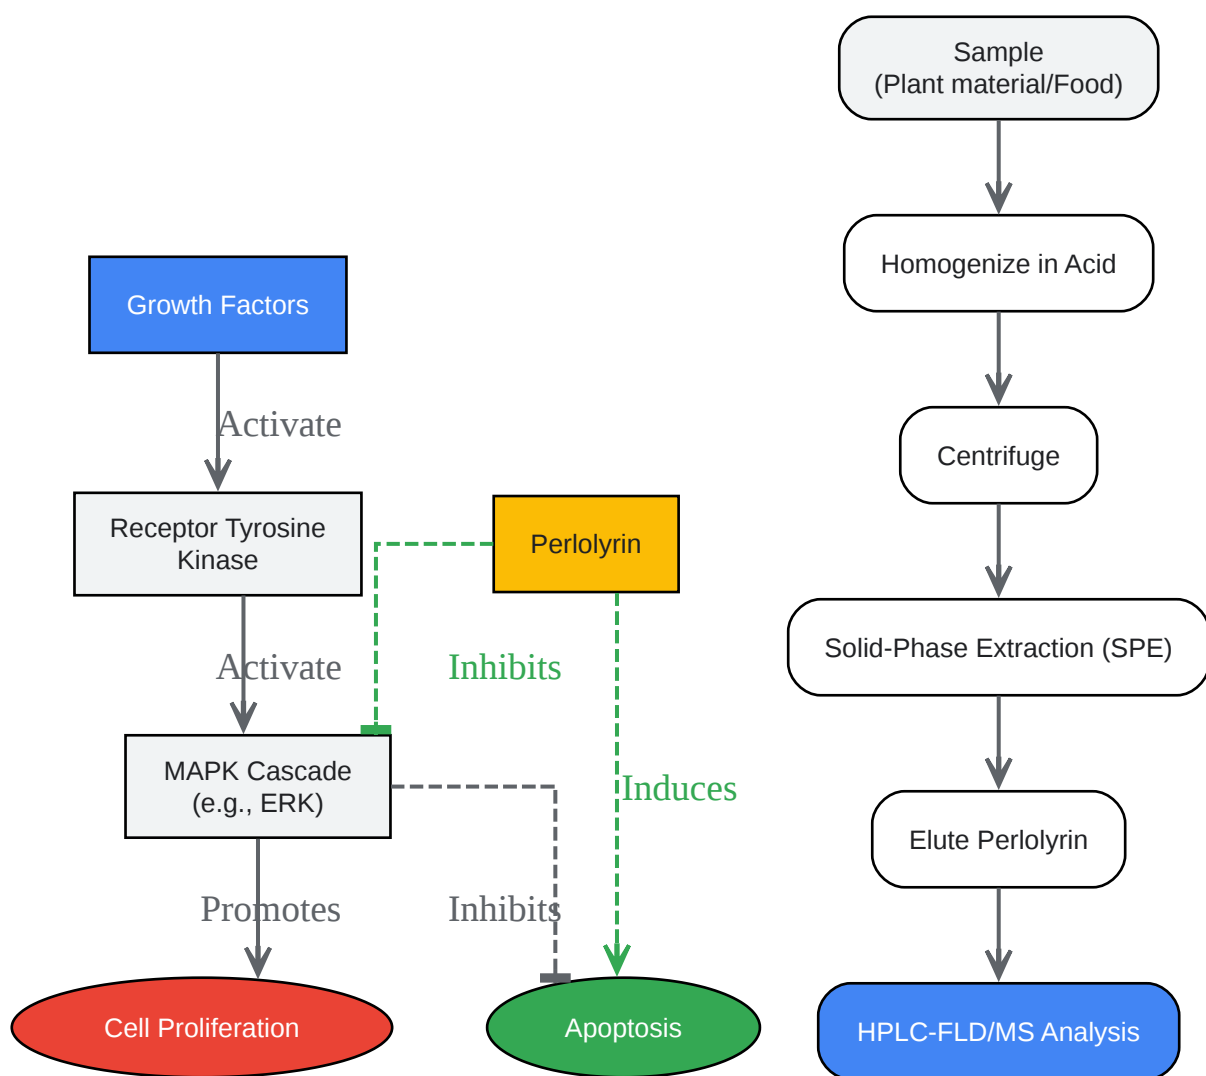 Growth Factors
Activate
Receptor Tyrosine
Kinase
Perlolyrin
Activate
Inhibits
MAPK Cascade
(e.g., ERK)
Induces
Promotes
Inhibits
Cell Proliferation
Apoptosis
Sample
(Plant material/Food)
Homogenize in Acid
Centrifuge
Solid-Phase Extraction (SPE)
Elute Perlolyrin
HPLC-FLD/MS Analysis